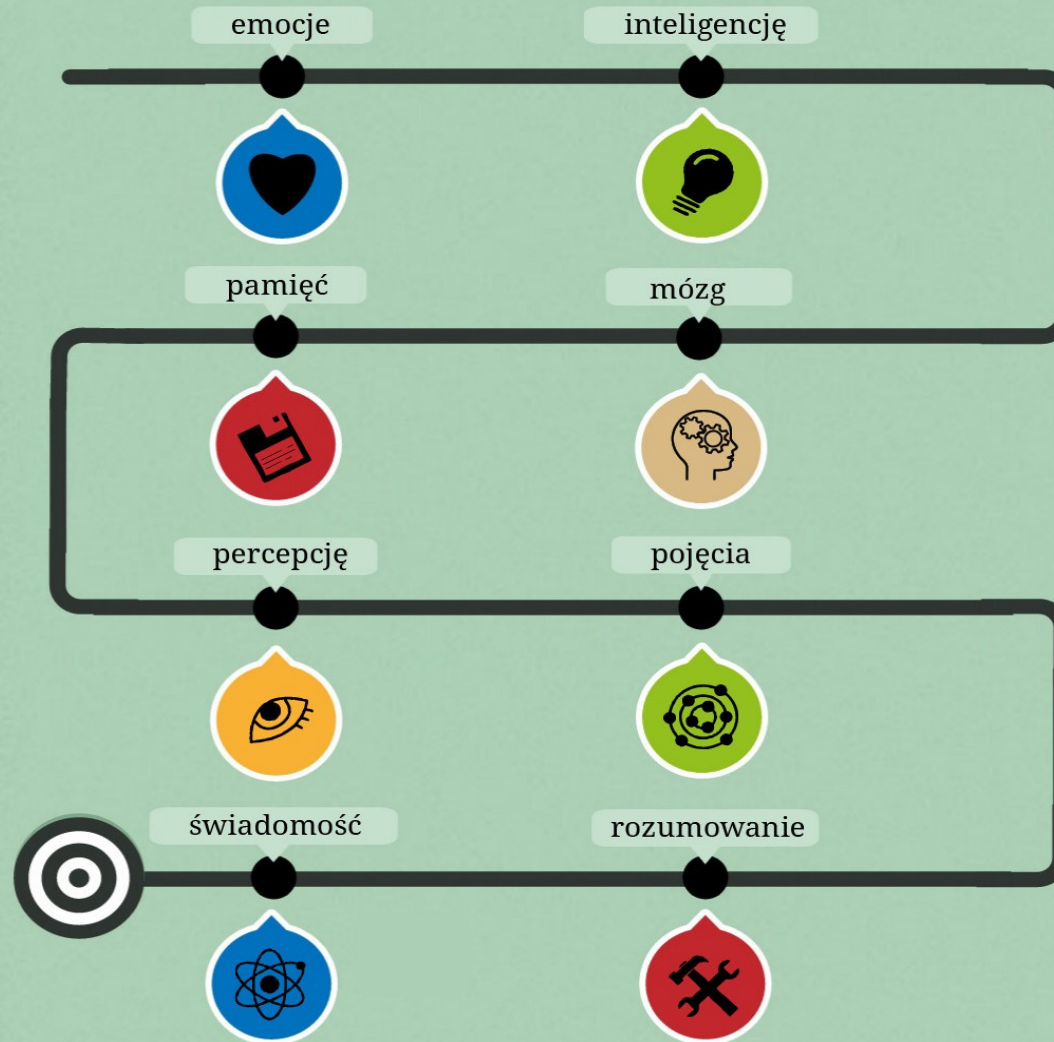 emocje
inteligencję
pamięć
mózg
percepcję
pojęcia
świadomość
rozumowanie